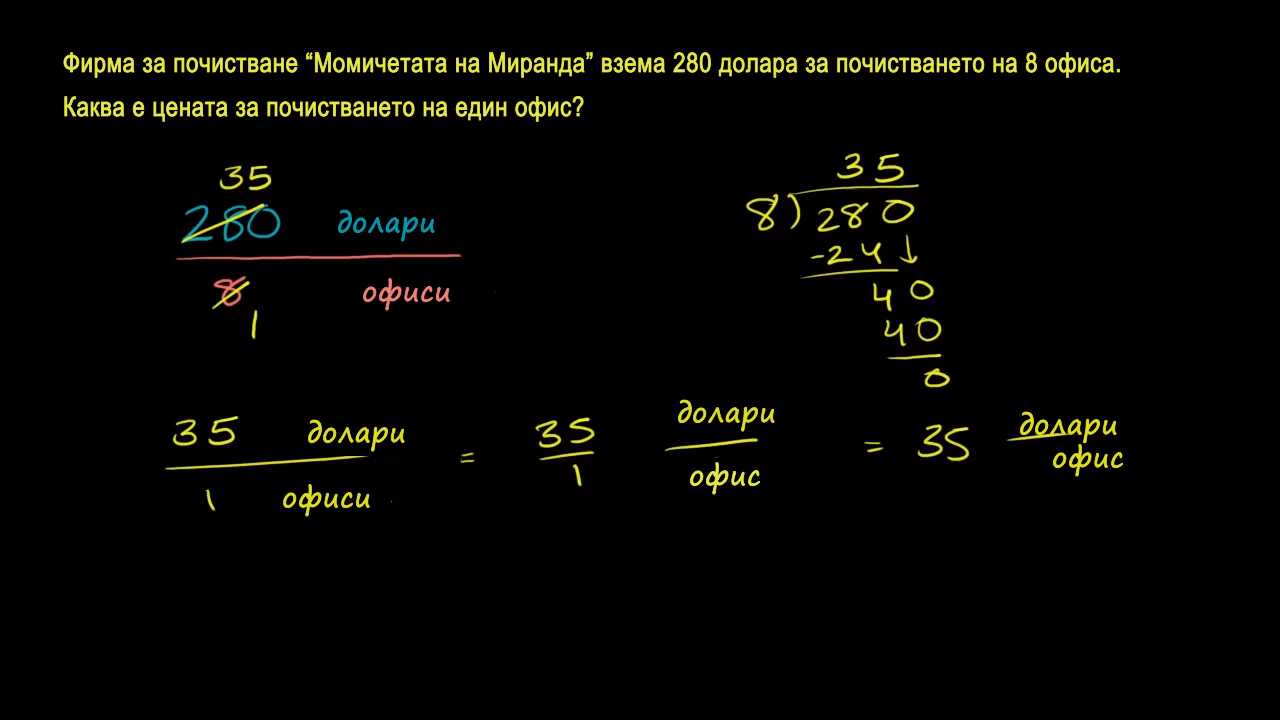 Фирма за почистване “Момичетата на Миранда” взема 280 долара за почистването на 8 офиса.
Каква е цената за почистването на един офис?
35
280 долари
8 офиси
1
35
8) 280
-24↓
40
40
0
35 долари
1 офиси
=
35 долари
1 офис
= 35 долари
офис